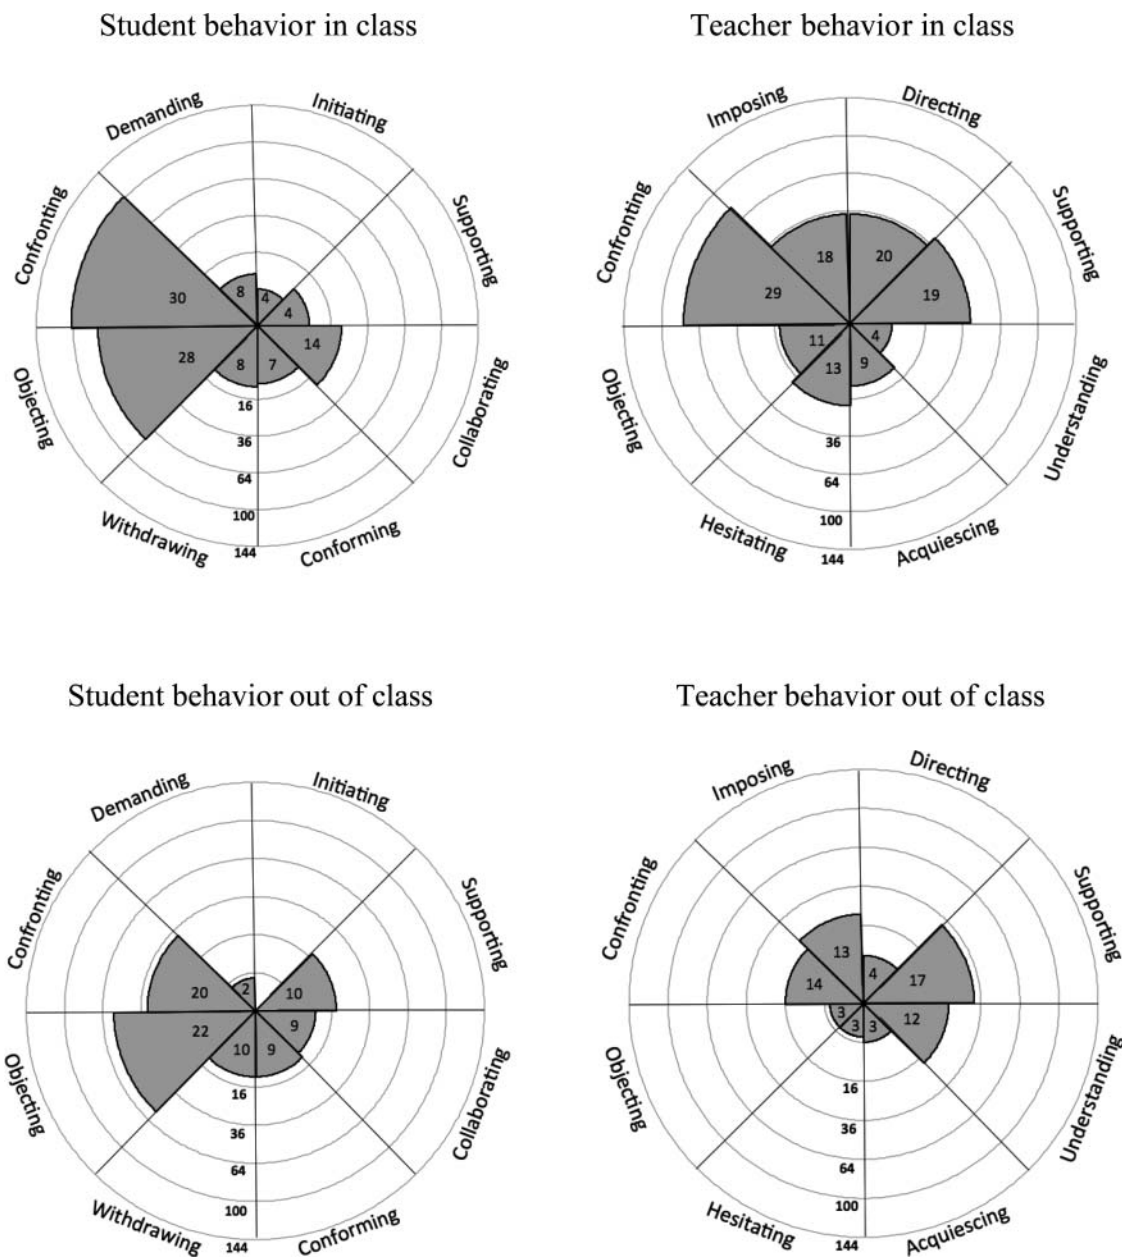 Student behavior in class
Demanding
Initiating
Confronting
Supporting
30
8
4
4
28
8
7
14
Objecting
Collaborating
16
36
64
100
144
Withdrawing
Conforming
Teacher behavior in class
Imposing
Directing
Confronting
Supporting
18
20
29
19
11
13
9
4
Objecting
Understanding
36
64
100
144
Hesitating
Acquiescing
Student behavior out of class
Demanding
Initiating
Confronting
Supporting
2
20
10
22
10
9
9
Objecting
Collaborating
16
36
64
100
144
Withdrawing
Conforming
Teacher behavior out of class
Imposing
Directing
Confronting
Supporting
13
4
14
17
3
3
3
12
Objecting
Understanding
16
36
64
100
144
Hesitating
Acquiescing